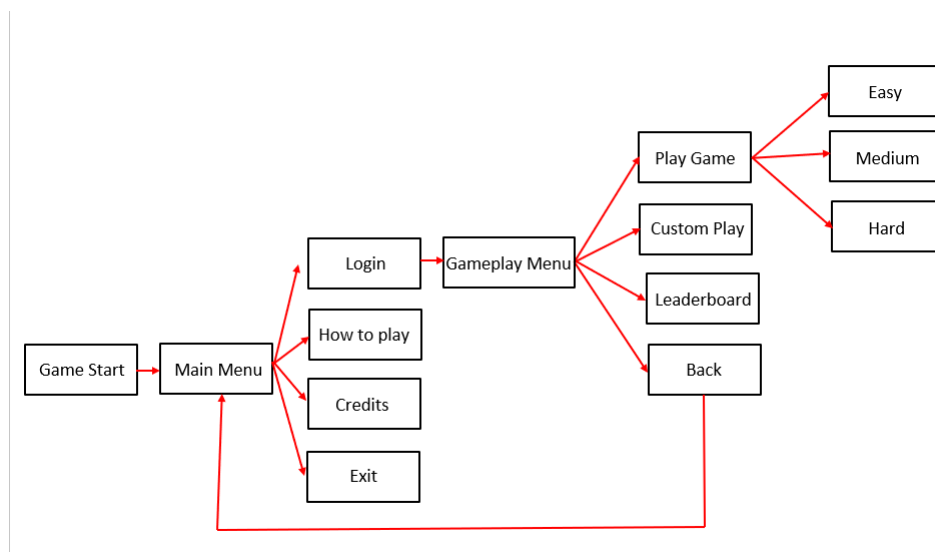 Game Start
Main Menu
Login
How to play
Credits
Exit
Gameplay Menu
Play Game
Custom Play
Leaderboard
Back
Easy
Medium
Hard